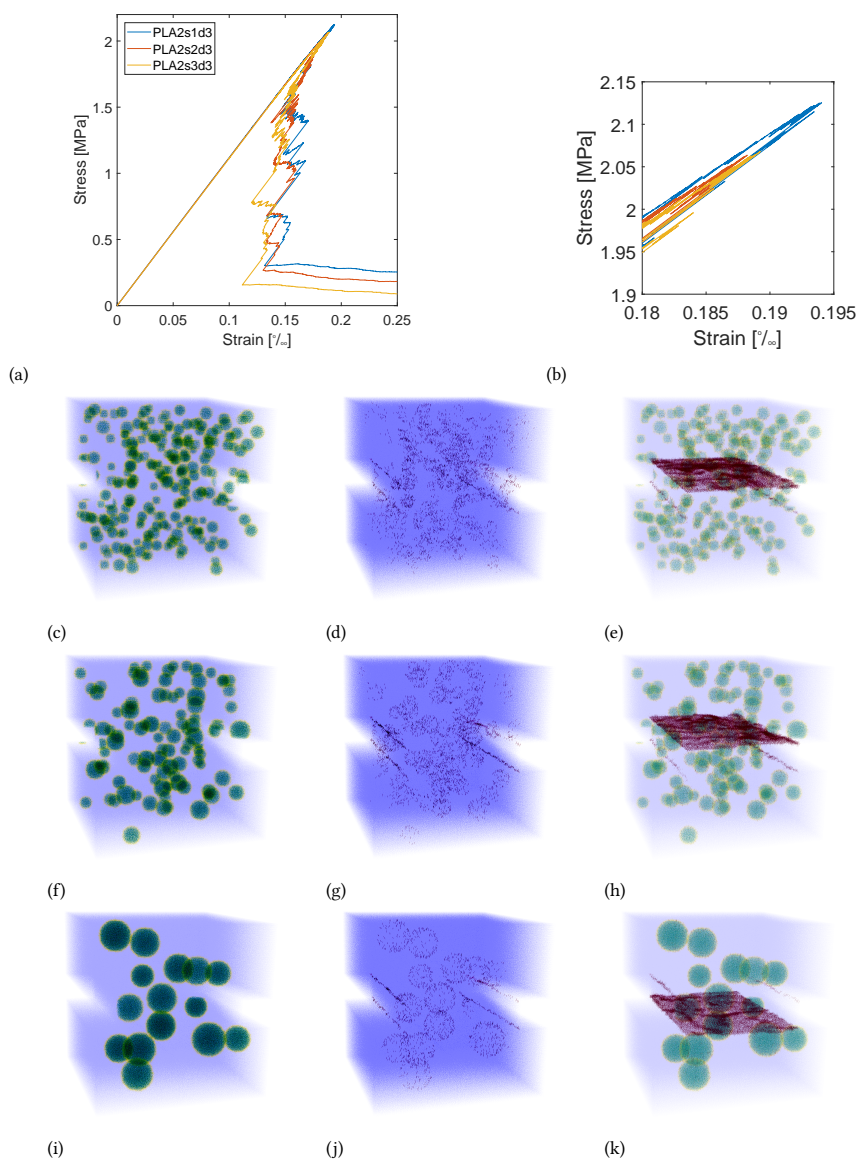 PLA2s1d3
PLA2s2d3
PLA2s3d3
Stress [MPa]
2
1.5
1
0.5
0
0 0.05 0.1 0.15 0.2 0.25
Strain [°/∞]
(a)
Stress [MPa]
2.15
2.1
2.05
2
1.95
1.9
0.18 0.185 0.19 0.195
Strain [°/∞]
(b)
(c) (d) (e)
(f) (g) (h)
(i) (j) (k)